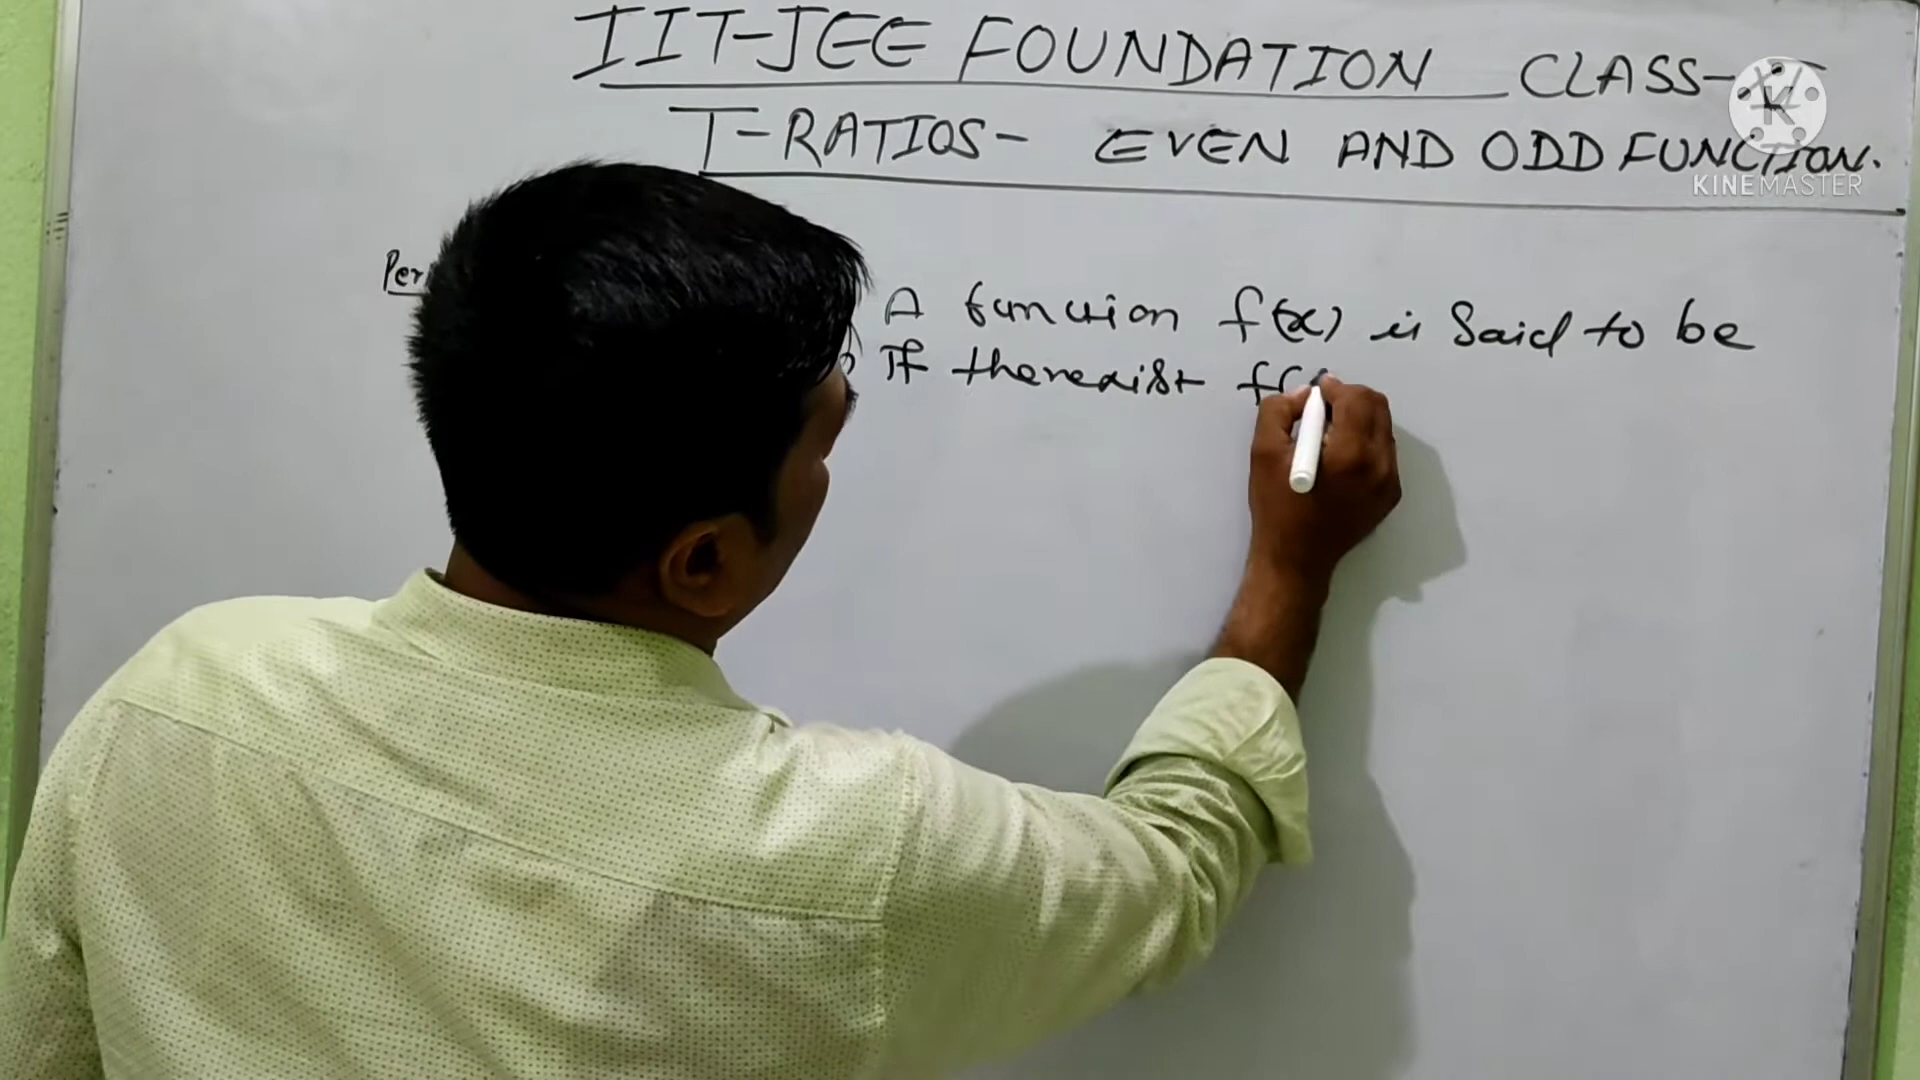 IIT-JEE FOUNDATION CLASS-
T-RATIOS- EVEN AND ODD FUNCTION.
KINEMASTER
Per
A function f(x) is said to be
If there exist f(